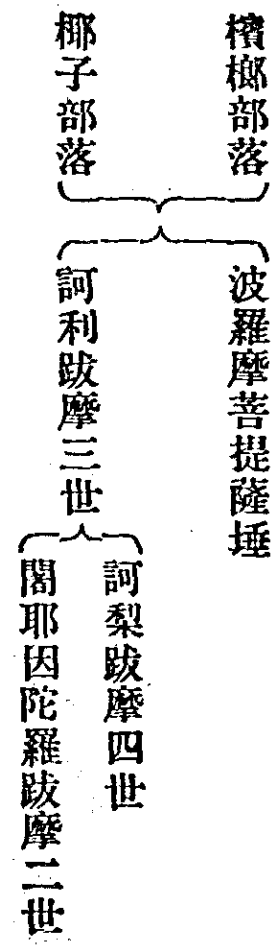 檳榔部落
椰子部落
波羅摩菩提薩埵
訶利跋摩三世
訶梨跋摩四世
闍耶因陀羅跋摩二世